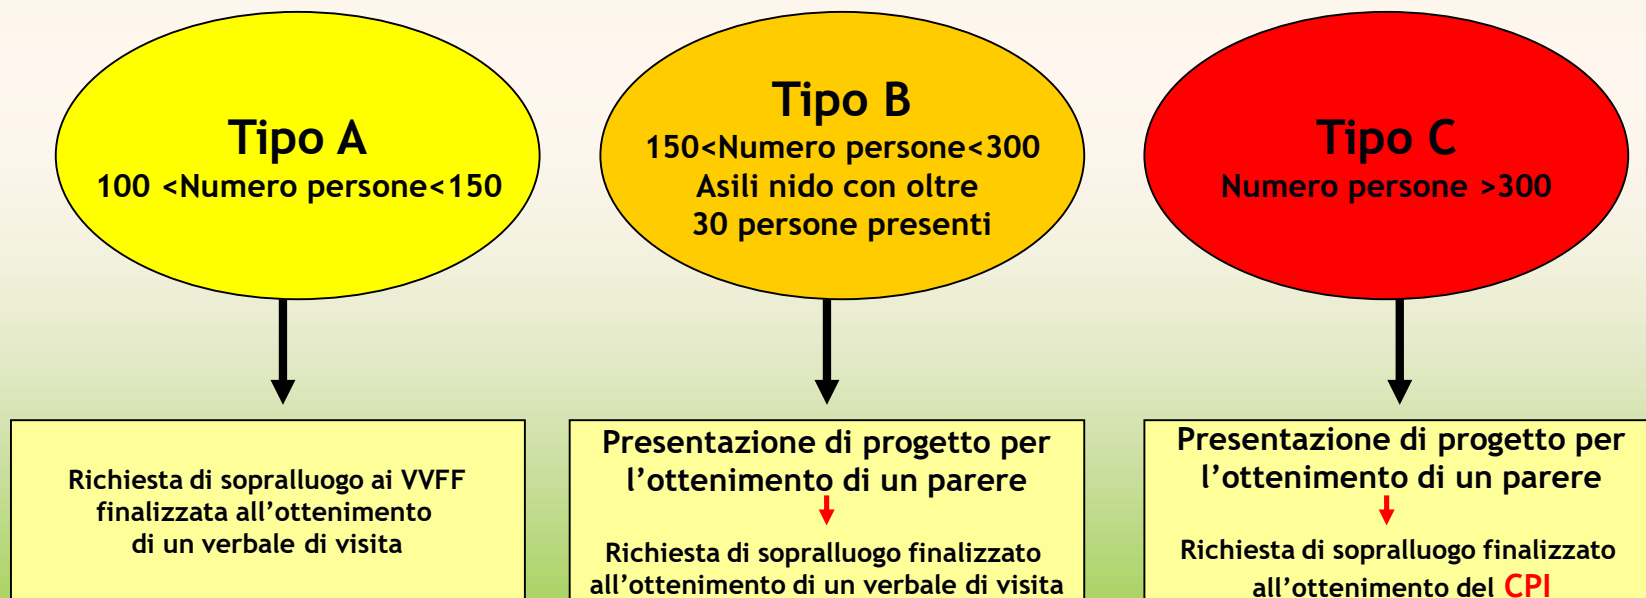 Tipo A
100 <Numero persone<150
Tipo B
150<Numero persone<300
Asili nido con oltre
30 persone presenti
Tipo C
Numero persone >300
Richiesta di sopralluogo ai VVFF
finalizzata all’ottenimento
di un verbale di visita
Presentazione di progetto per
l’ottenimento di un parere
Richiesta di sopralluogo finalizzato
all’ottenimento di un verbale di visita
Presentazione di progetto per
l’ottenimento di un parere
Richiesta di sopralluogo finalizzato
all’ottenimento del CPI